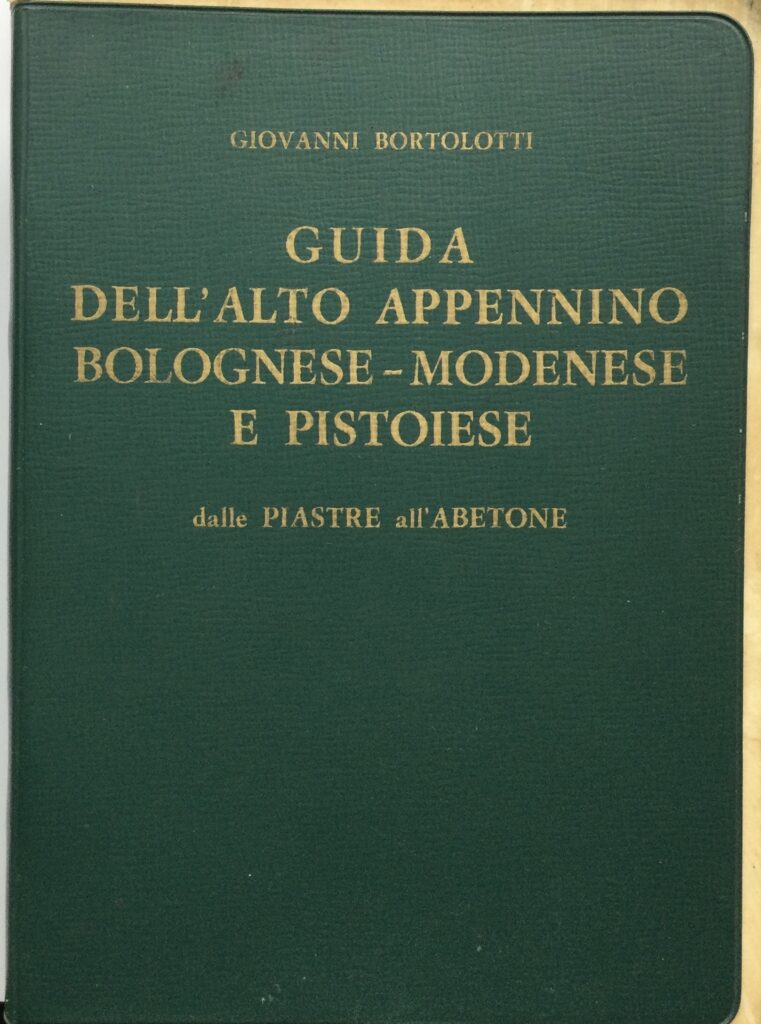 GIOVANNI BORTOLOTTI
GUIDA
DELL'ALTO APPENNINO
BOLOGNESE - MODENESE
E PISTOIESE
dalle PIASTRE all'ABETONE